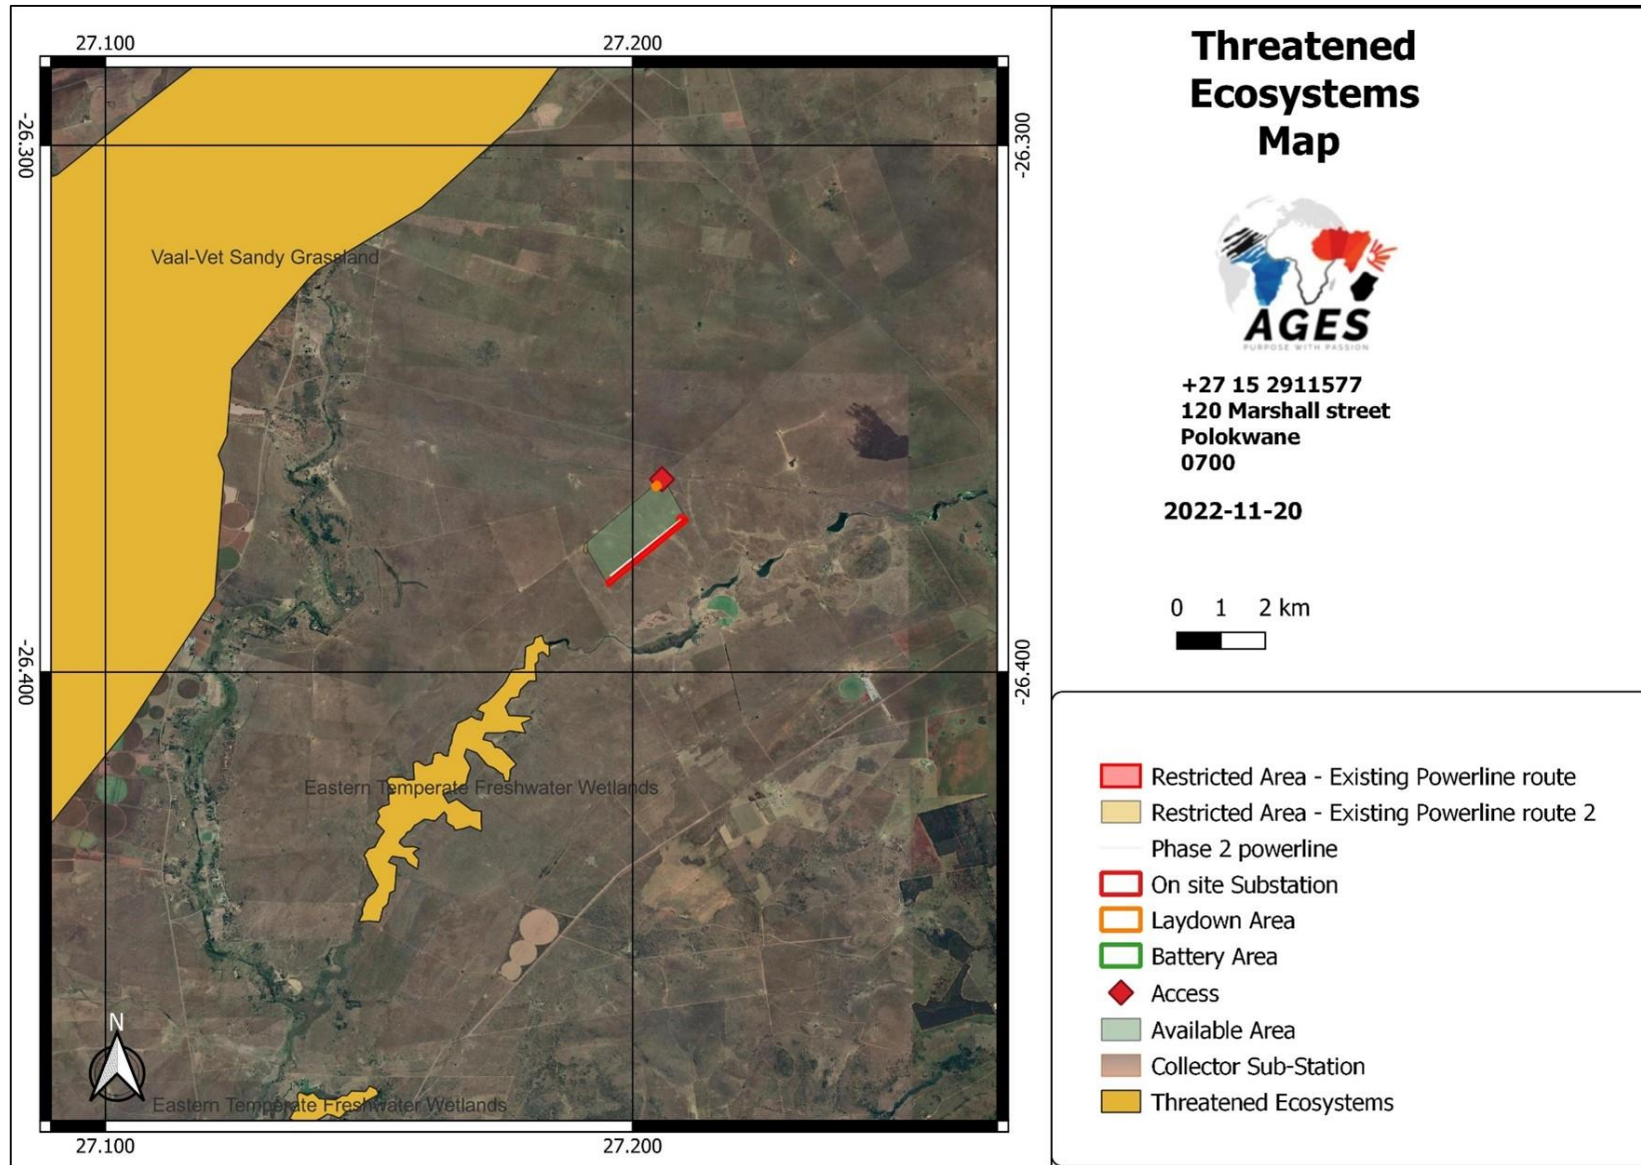 27.100
27.200
-26.300
-26.300
Vaal-Vet Sandy Grassland
-26.400
-26.400
Eastern Temperate Freshwater Wetlands
N
Eastern Temperate Freshwater Wetlands
27.100
27.200
Threatened
Ecosystems
Map
AGES
PURPOSE WITH PASSION
+27 15 2911577
120 Marshall street
Polokwane
0700
2022-11-20
0 1 2 km
Restricted Area - Existing Powerline route
Restricted Area - Existing Powerline route 2
Phase 2 powerline
On site Substation
Laydown Area
Battery Area
Access
Available Area
Collector Sub-Station
Threatened Ecosystems